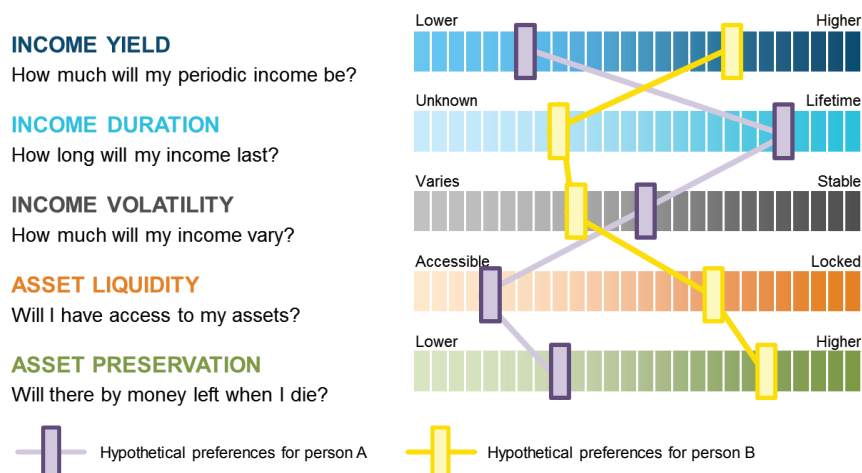 INCOME YIELD
How much will my periodic income be?
Lower
Higher
INCOME DURATION
How long will my income last?
Unknown
Lifetime
INCOME VOLATILITY
How much will my income vary?
Varies
Stable
ASSET LIQUIDITY
Will I have access to my assets?
Accessible
Locked
ASSET PRESERVATION
Will there by money left when I die?
Lower
Higher
Hypothetical preferences for person A
Hypothetical preferences for person B